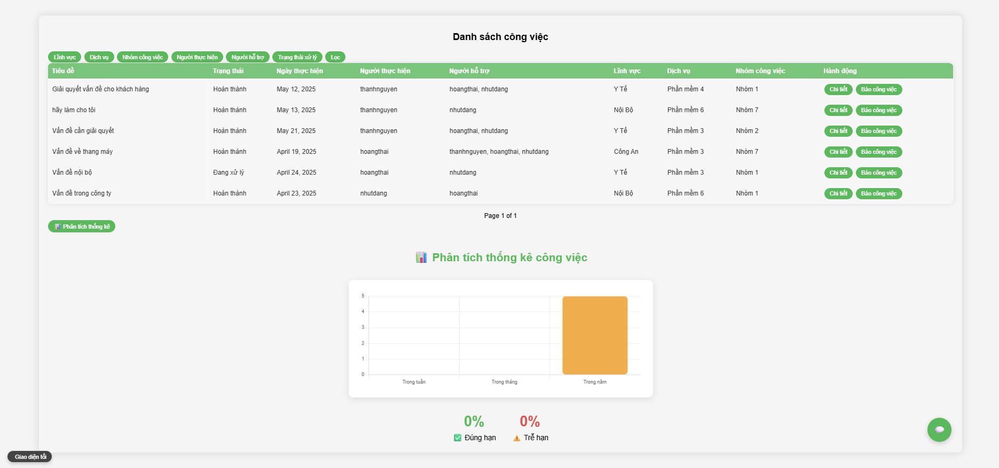 Danh sách công việc
Lĩnh vực Dịch vụ Nhóm công việc Người thực hiện Người hỗ trợ Trạng thái xử lý Lọc
Tiêu đề Trạng thái Ngày thực hiện Người thực hiện Người hỗ trợ Lĩnh vực Dịch vụ Nhóm công việc Hành động
Giải quyết vấn đề cho khách hàng Hoàn thành May 12, 2025 thanhnguyen hoangthai, nhutdang Y Tế Phần mềm 4 Nhóm 1 Chi tiết Báo công việc
hãy làm cho tôi Hoàn thành May 13, 2025 thanhnguyen nhutdang Nội Bộ Phần mềm 6 Nhóm 7 Chi tiết Báo công việc
Vấn đề cần giải quyết Hoàn thành May 21, 2025 thanhnguyen hoangthai, nhutdang Y Tế Phần mềm 3 Nhóm 2 Chi tiết Báo công việc
Vấn đề về thang máy Hoàn thành April 19, 2025 hoangthai thanhnguyen, hoangthai, nhutdang Công An Phần mềm 3 Nhóm 7 Chi tiết Báo công việc
Vấn đề nội bộ Đang xử lý April 24, 2025 hoangthai nhutdang Y Tế Phần mềm 3 Nhóm 1 Chi tiết Báo công việc
Vấn đề trong công ty Hoàn thành April 23, 2025 nhutdang hoangthai Nội Bộ Phần mềm 6 Nhóm 1 Chi tiết Báo công việc
Page 1 of 1
Phân tích thống kê
Phân tích thống kê công việc
5
4
3
2
1
0
Trong tuần Trong tháng Trong năm
0% 0%
Đúng hạn Trễ hạn
Giao diện tối